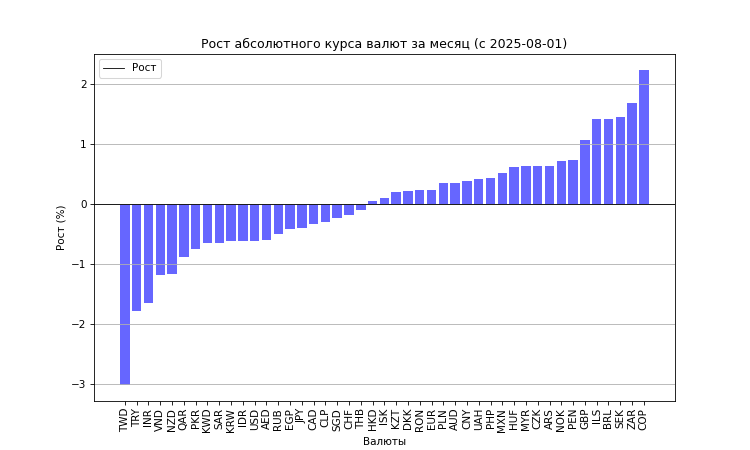 Рост абсолютного курса валют за месяц (с 2025-08-01)
Рост
2
1
0
−1
−2
−3
Рост (%)
TWD TRY INR VND NZD QAR PKR KWD SAR KRW IDR USD AED RUB EGP JPY CAD CLP SGD CHF THB HKD ISK KZT DKK RON EUR PLN AUD CNY UAH PHP MXN HUF MYR CZK ARS NOK PEN GBP ILS BRL SEK ZAR COP
Валюты